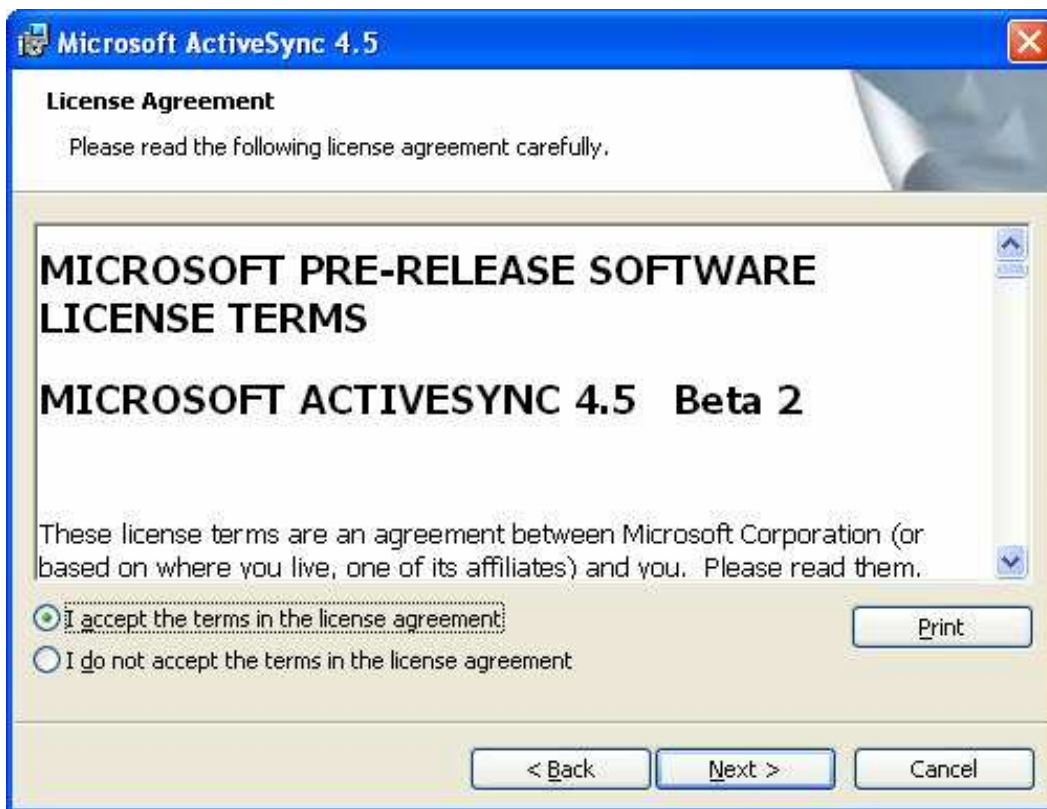 Microsoft ActiveSync 4.5
License Agreement
Please read the following license agreement carefully.
MICROSOFT PRE-RELEASE SOFTWARE
LICENSE TERMS
MICROSOFT ACTIVESYNC 4.5   Beta 2
These license terms are an agreement between Microsoft Corporation (or
based on where you live, one of its affiliates) and you.  Please read them.
I accept the terms in the license agreement
Print
I do not accept the terms in the license agreement
< Back
Next >
Cancel